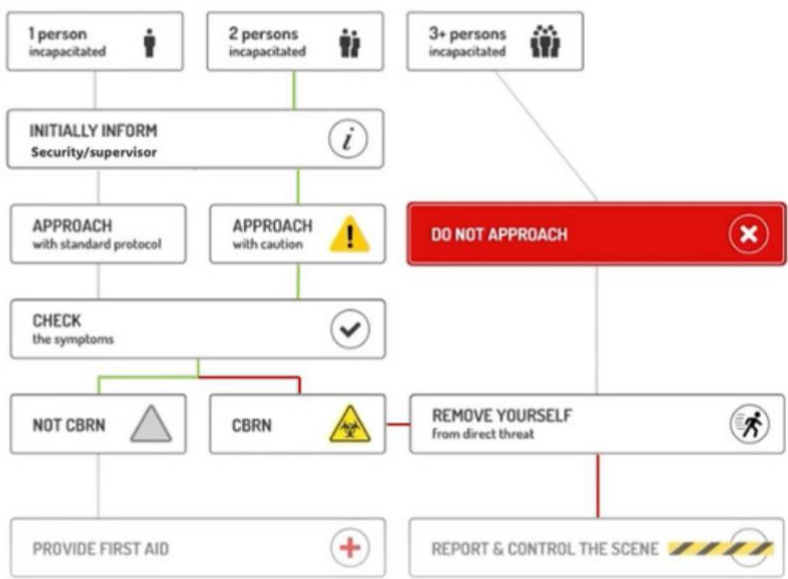 1 person
incapacitated
2 persons
incapacitated
3+ persons
incapacitated
INITIALLY INFORM
Security/supervisor
i
APPROACH
with standard protocol
APPROACH
with caution
!
DO NOT APPROACH
CHECK
the symptoms
NOT CBRN
CBRN
REMOVE YOURSELF
from direct threat
PROVIDE FIRST AID
REPORT & CONTROL THE SCENE